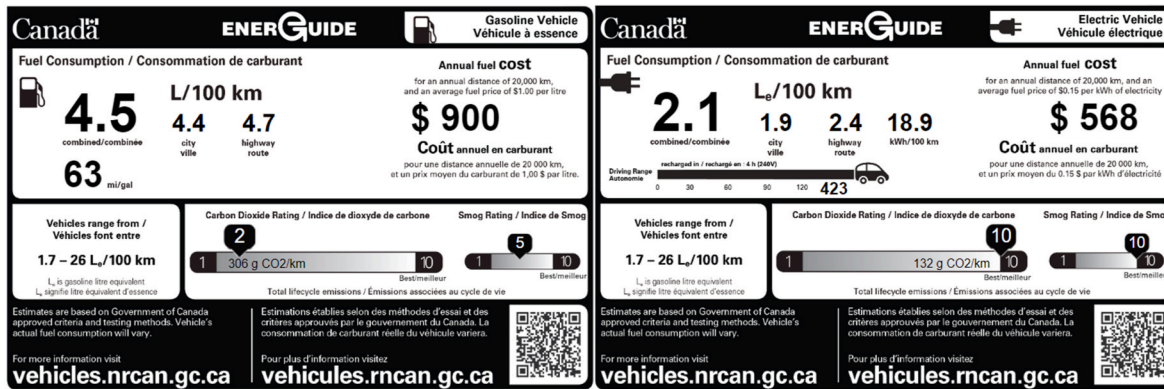 Canada
ENERGUIDE
Gasoline Vehicle
Véhicule à essence
Fuel Consumption / Consommation de carburant
4.5
combined/combinée
63 mi/gal
L/100 km
4.4
city
ville
4.7
highway
route
Annual fuel cost
for an annual distance of 20,000 km,
and an average fuel price of $1.00 per litre
$ 900
Coût annuel en carburant
pour une distance annuelle de 20 000 km,
et un prix moyen du carburant de 1,00 $ par litre.
Vehicles range from /
Véhicules font entre
1.7 – 26 Le/100 km
Le is gasoline litre equivalent
Le signifie litre équivalent d'essence
Carbon Dioxide Rating / Indice de dioxyde de carbone
2
1 306 g CO2/km 10
Best/meilleur
Smog Rating / Indice de Smog
5
1 10
Best/meilleur
Total lifecycle emissions / Émissions associées au cycle de vie
Estimates are based on Government of Canada
approved criteria and testing methods. Vehicle's
actual fuel consumption will vary.
For more information visit
vehicles.nrcan.gc.ca
Estimations établies selon des méthodes d'essai et des
critères approuvés par le gouvernement du Canada. La
consommation de carburant réelle du véhicule variera.
Pour plus d'information visitez
vehicules.rncan.gc.ca
Canada
ENERGUIDE
Electric Vehicle
Véhicule électrique
Fuel Consumption / Consommation de carburant
2.1
combined/combinée
Le/100 km
1.9
city
ville
2.4
highway
route
18.9
kWh/100 km
recharged in / rechargé en : 4 h (240V)
Driving Range
Autonomie
0 30 60 90 120 423
Annual fuel cost
for an annual distance of 20,000 km, and an
average fuel price of $0.15 per kWh of electricity
$ 568
Coût annuel en carburant
pour une distance annuelle de 20 000 km,
et un prix moyen du 0.15 $ par kWh d'électricité
Vehicles range from /
Véhicules font entre
1.7 – 26 Le/100 km
Le is gasoline litre equivalent
Le signifie litre équivalent d'essence
Carbon Dioxide Rating / Indice de dioxyde de carbone
10
1 132 g CO2/km 10
Best/meilleur
Smog Rating / Indice de Smo
10
1 10
Best/meilleur
Total lifecycle emissions / Émissions associées au cycle de vie
Estimates are based on Government of Canada
approved criteria and testing methods. Vehicle's
actual fuel consumption will vary.
For more information visit
vehicles.nrcan.gc.ca
Estimations établies selon des méthodes d'essai et des
critères approuvés par le gouvernement du Canada. La
consommation de carburant réelle du véhicule variera.
Pour plus d'information visitez
vehicules.rncan.gc.ca